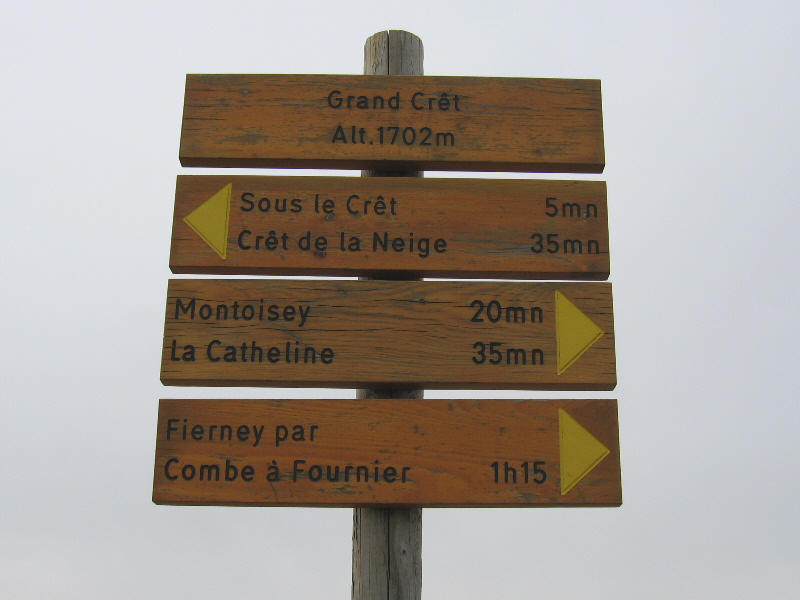 Grand Crêt
Alt.1702m
Sous le Crêt 5mn
Crêt de la Neige 35mn
Montoisey 20mn
La Catheline 35mn
Fierney par
Combe à Fournier 1h15